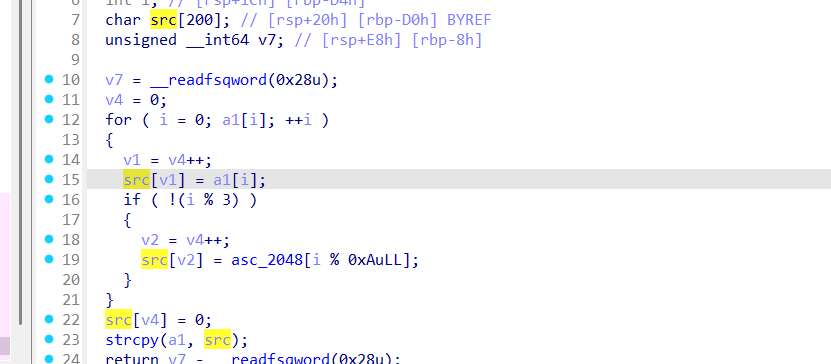 6 int i; // [rsp+1Ch] [rbp-D4h]
7 char src[200]; // [rsp+20h] [rbp-D0h] BYREF
8 unsigned __int64 v7; // [rsp+E8h] [rbp-8h]
9
10 v7 = __readfsqword(0x28u);
11 v4 = 0;
12 for ( i = 0; a1[i]; ++i )
13 {
14 v1 = v4++;
15 src[v1] = a1[i];
16 if ( !(i % 3) )
17 {
18 v2 = v4++;
19 src[v2] = asc_2048[i % 0xAuLL];
20 }
21 }
22 src[v4] = 0;
23 strcpy(a1, src);
24 return v7 - __readfsqword(0x28u);